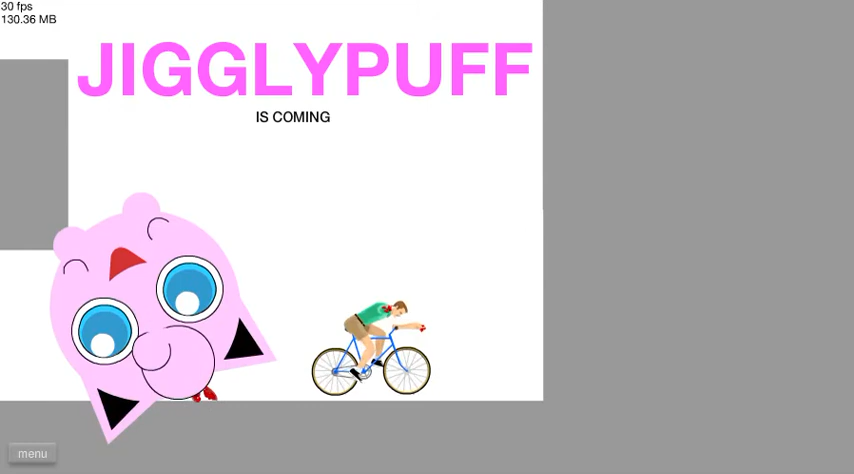 30 fps
130.36 MB
JIGGLYPUFF
IS COMING
menu